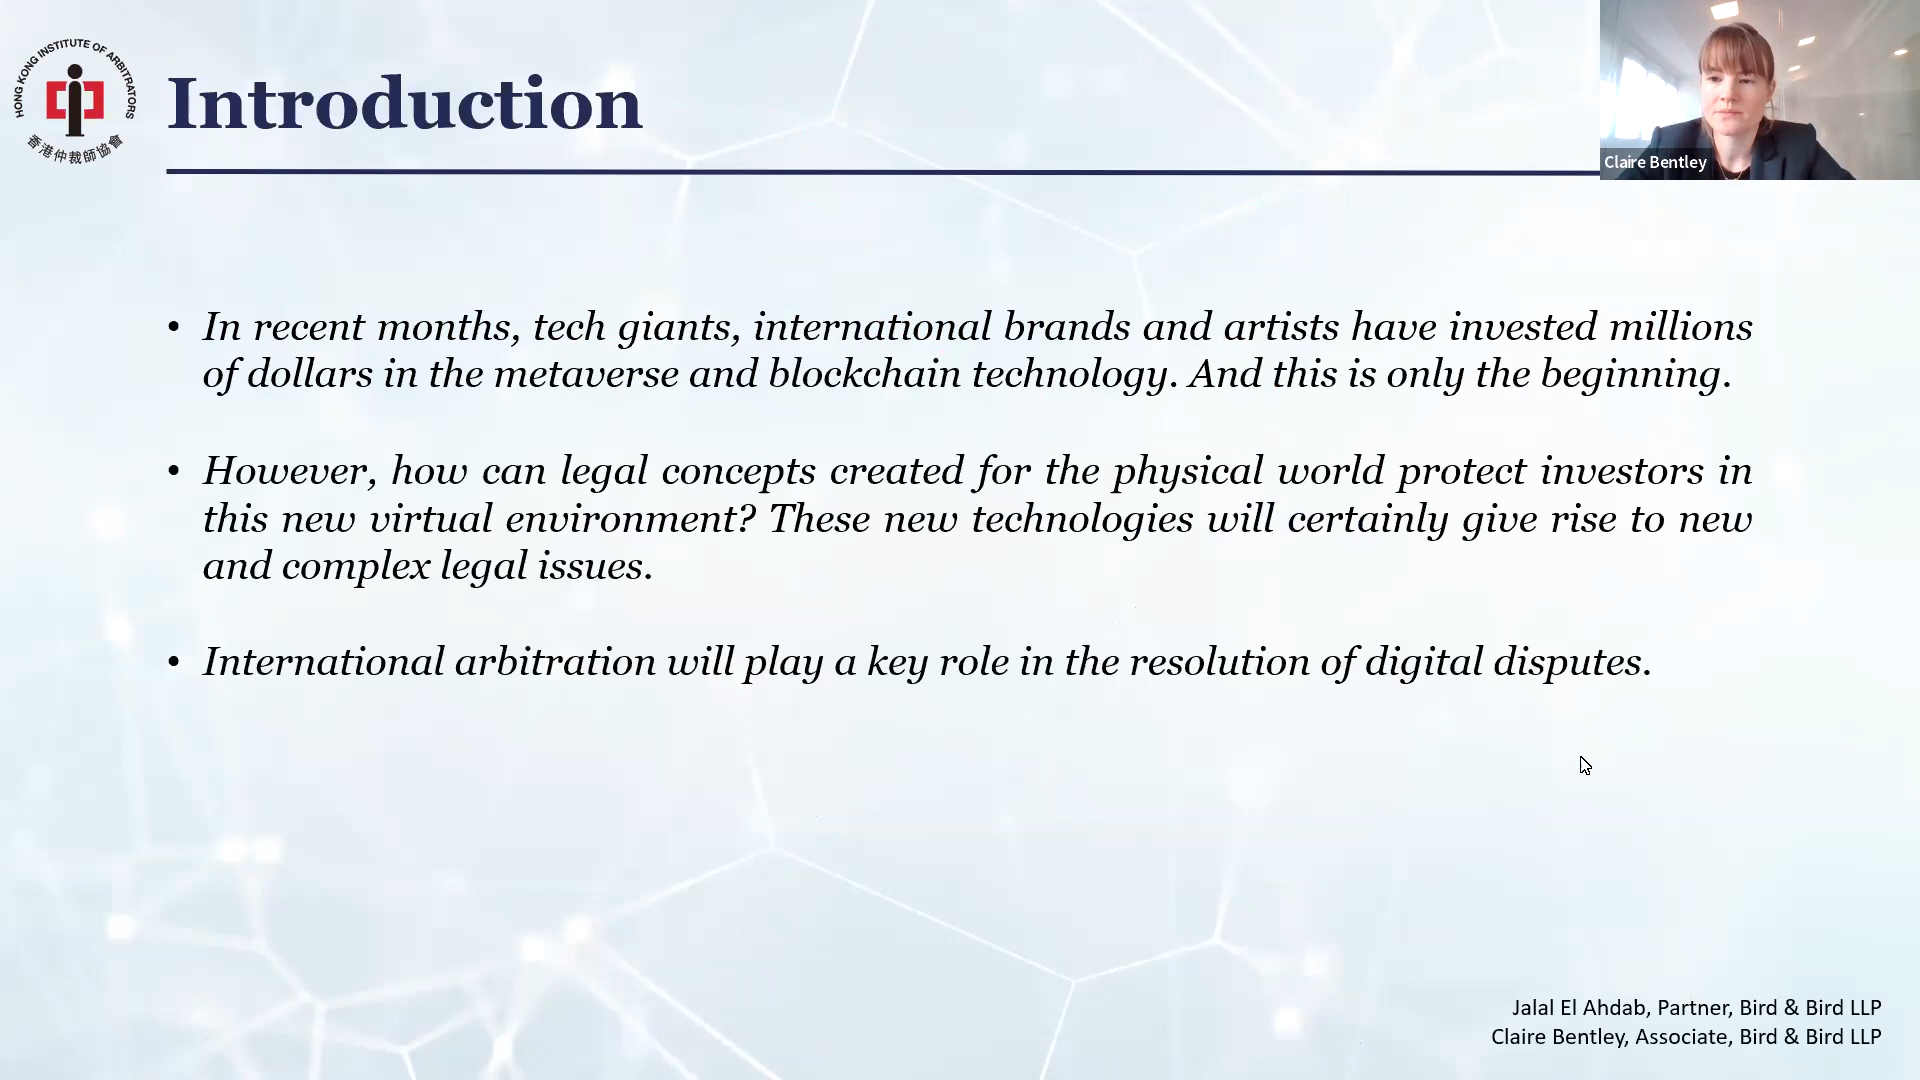 HONG KONG INSTITUTE OF ARBITRATORS
香港仲裁師協會
Introduction
Claire Bentley
• In recent months, tech giants, international brands and artists have invested millions
of dollars in the metaverse and blockchain technology. And this is only the beginning.
• However, how can legal concepts created for the physical world protect investors in
this new virtual environment? These new technologies will certainly give rise to new
and complex legal issues.
• International arbitration will play a key role in the resolution of digital disputes.
Jalal El Ahdab, Partner, Bird & Bird LLP
Claire Bentley, Associate, Bird & Bird LLP